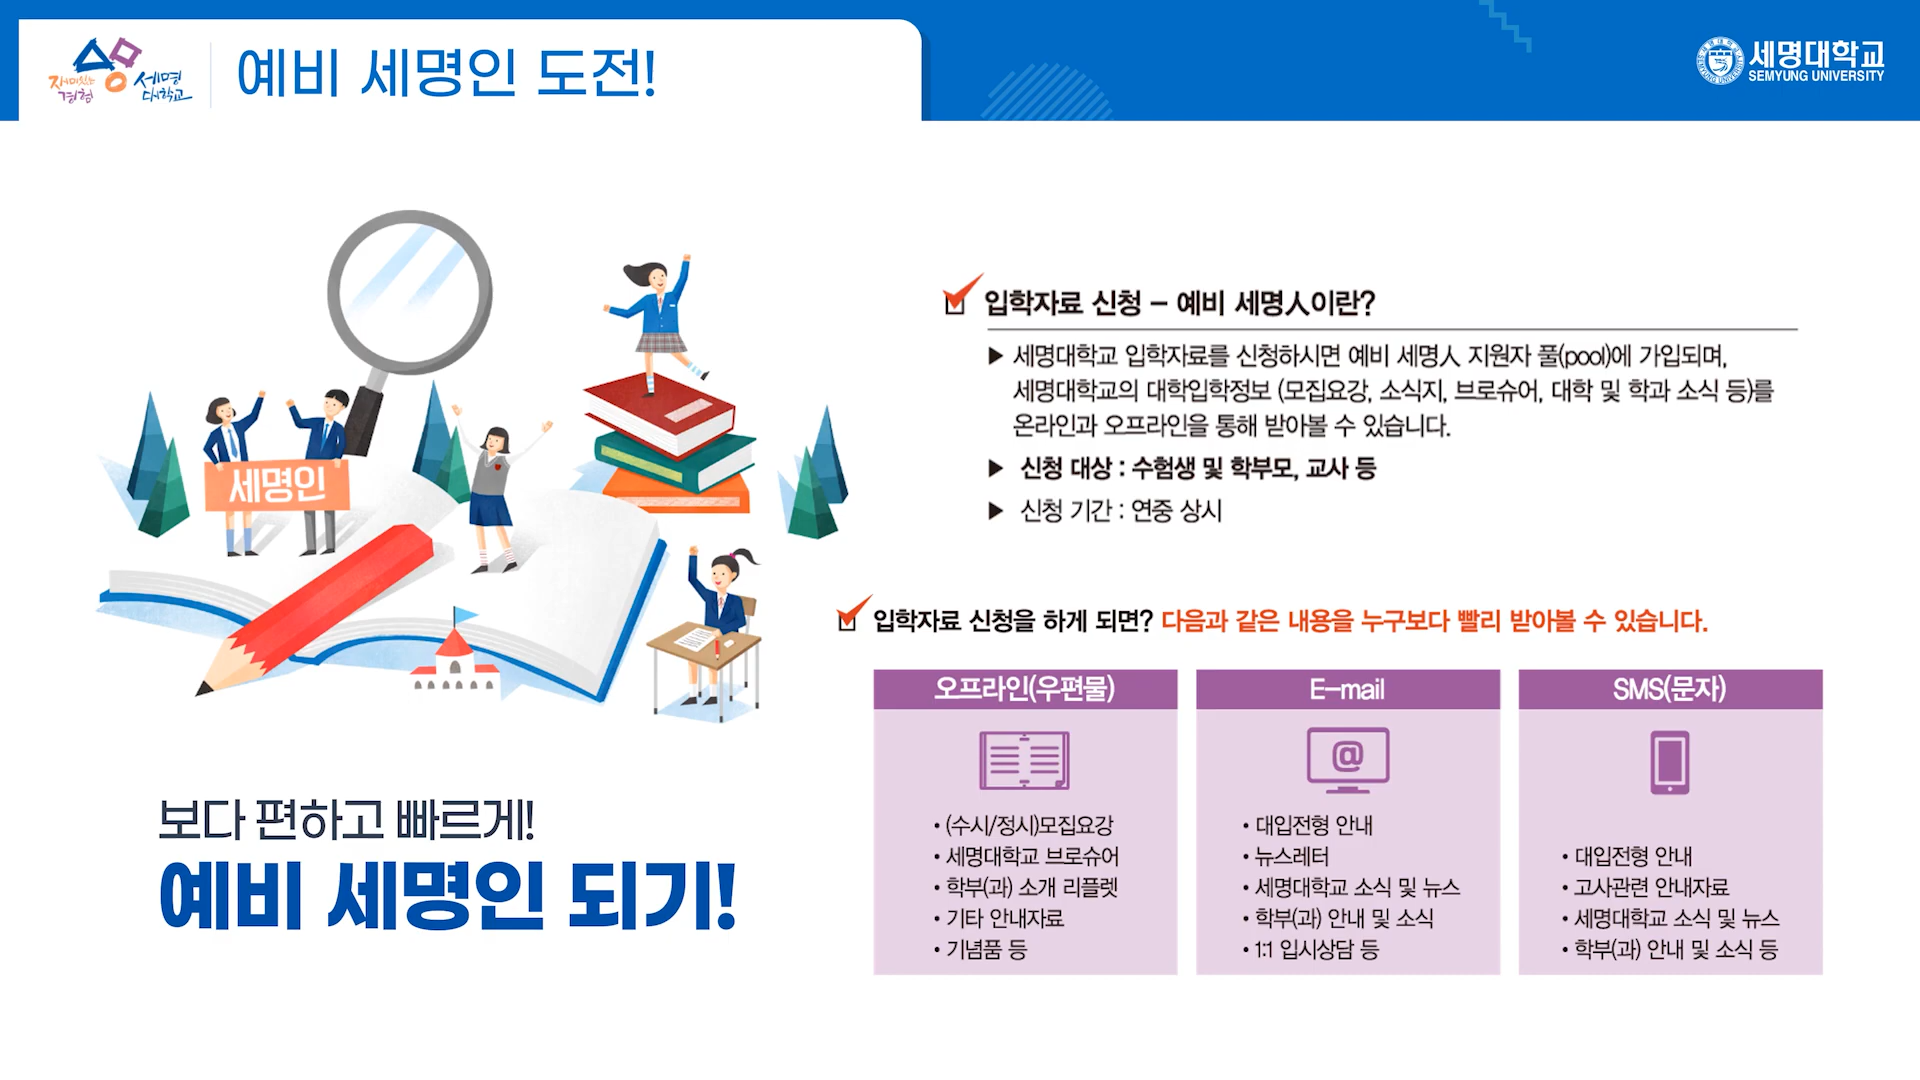 재미있는
경험
세명
대학교
예비 세명인 도전!
세명대학교
SEMYUNG UNIVERSITY
세명인
보다 편하고 빠르게!
예비 세명인 되기!
입학자료 신청 – 예비 세명人이란?
▶ 세명대학교 입학자료를 신청하시면 예비 세명人 지원자 풀(pool)에 가입되며,
세명대학교의 대학입학정보 (모집요강, 소식지, 브로슈어, 대학 및 학과 소식 등)를
온라인과 오프라인을 통해 받아볼 수 있습니다.
▶ 신청 대상 : 수험생 및 학부모, 교사 등
▶ 신청 기간 : 연중 상시
입학자료 신청을 하게 되면? 다음과 같은 내용을 누구보다 빨리 받아볼 수 있습니다.
오프라인(우편물)
• (수시/정시)모집요강
• 세명대학교 브로슈어
• 학부(과) 소개 리플렛
• 기타 안내자료
• 기념품 등
E-mail
@
• 대입전형 안내
• 뉴스레터
• 세명대학교 소식 및 뉴스
• 학부(과) 안내 및 소식
• 1:1 입시상담 등
SMS(문자)
• 대입전형 안내
• 고사관련 안내자료
• 세명대학교 소식 및 뉴스
• 학부(과) 안내 및 소식 등